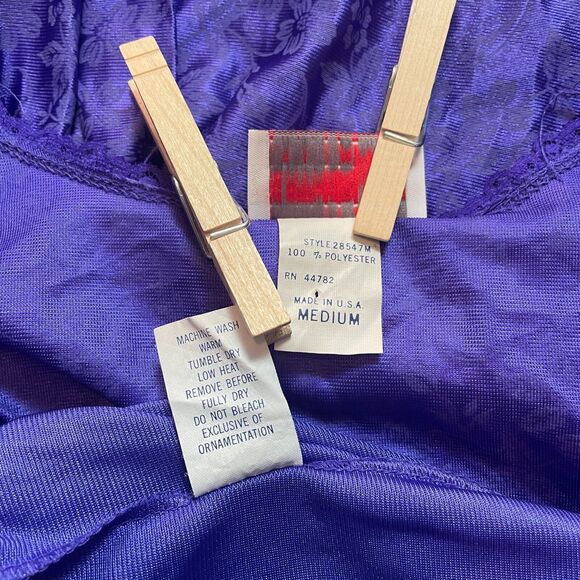 STYLE 28547M
100 % POLYESTER
RN 44782
MADE IN U.S.A.
MEDIUM
MACHINE WASH
WARM
TUMBLE DRY
LOW HEAT
REMOVE BEFORE
FULLY DRY
DO NOT BLEACH
EXCLUSIVE OF
ORNAMENTATION